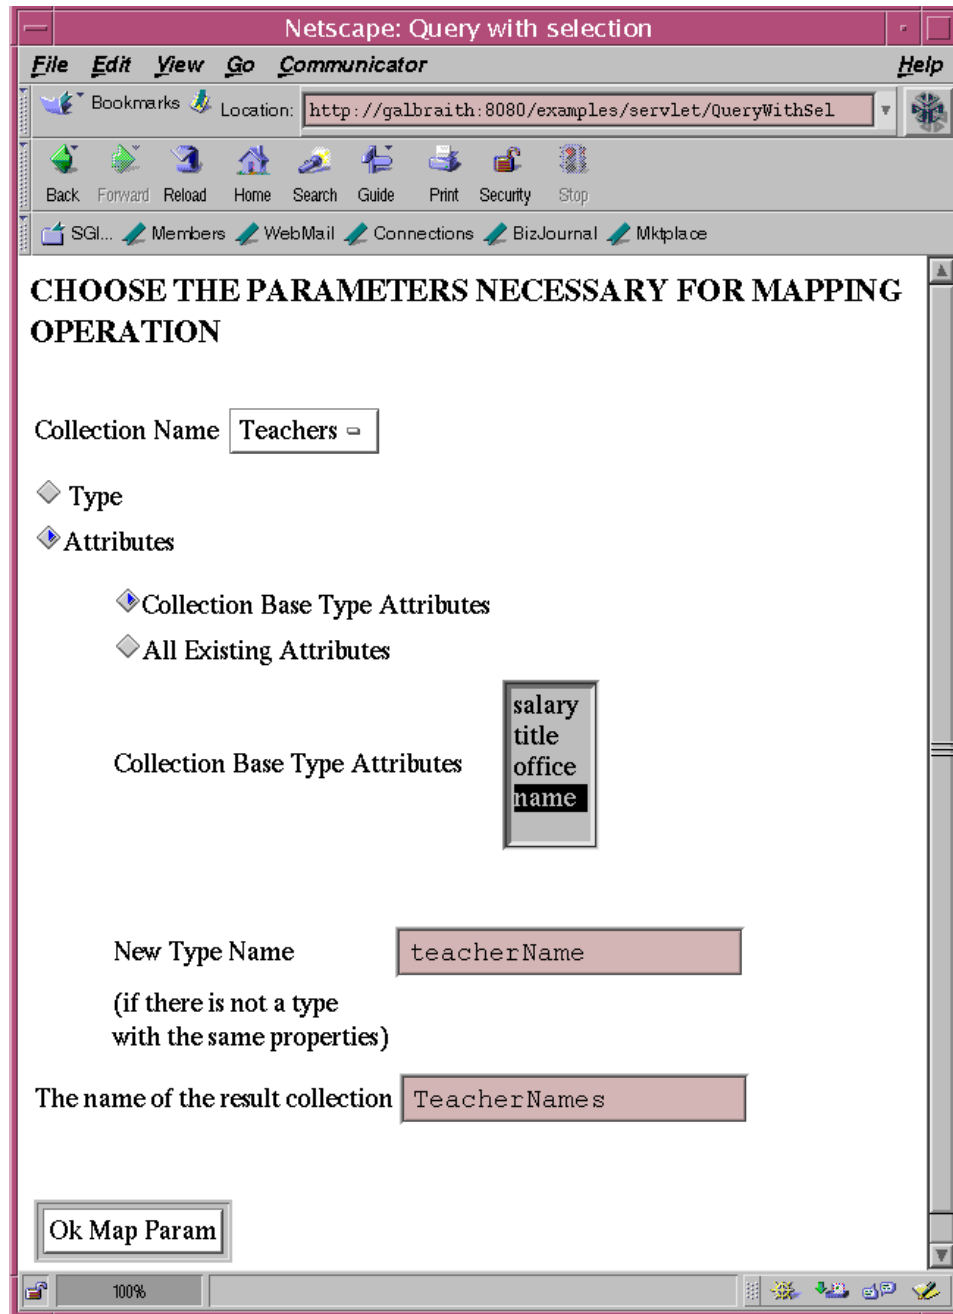 Netscape: Query with selection
File Edit View Go Communicator Help
Bookmarks Location: http://galbraith:8080/examples/servlet/QueryWithSel
Back Forward Reload Home Search Guide Print Security Stop
SGI... Members WebMail Connections BizJournal Mktplace
CHOOSE THE PARAMETERS NECESSARY FOR MAPPING
OPERATION
Collection Name Teachers
Type
Attributes
Collection Base Type Attributes
All Existing Attributes
salary
title
Collection Base Type Attributes office
name
New Type Name teacherName
(if there is not a type
with the same properties)
The name of the result collection TeacherNames
Ok Map Param
100%